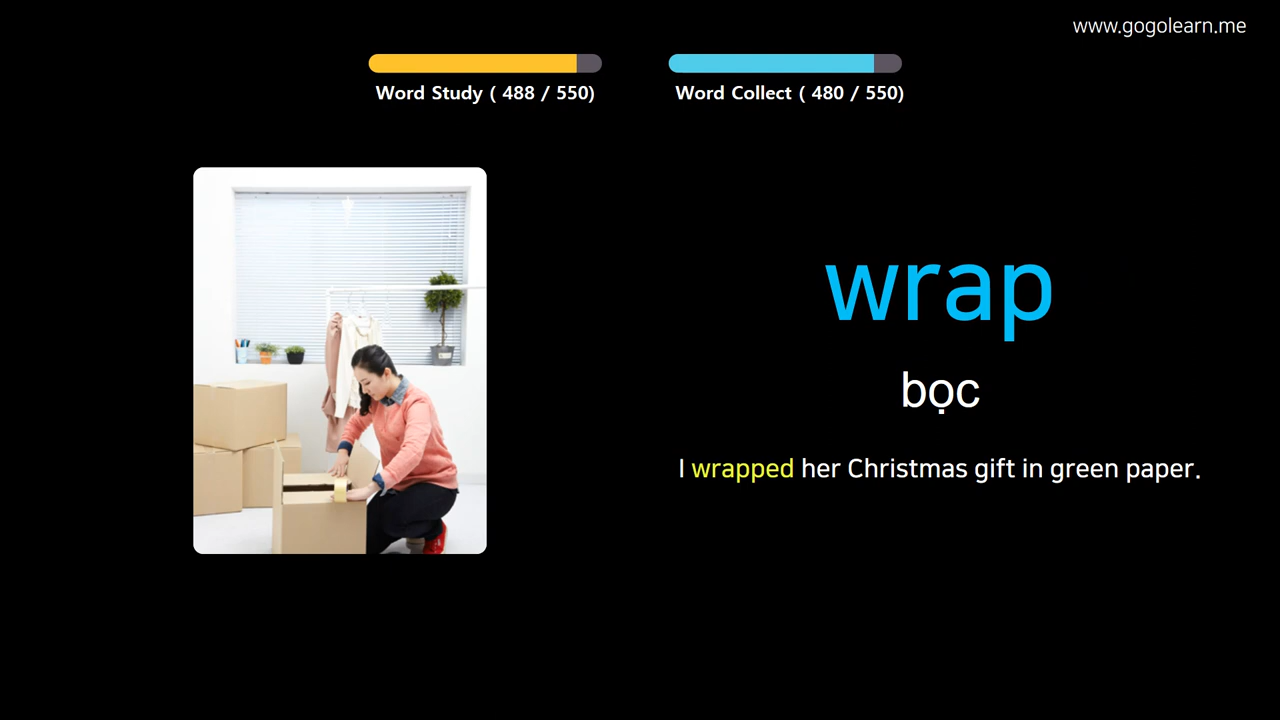 www.gogolearn.me
Word Study ( 488 / 550)
Word Collect ( 480 / 550)
wrap
bọc
I wrapped her Christmas gift in green paper.